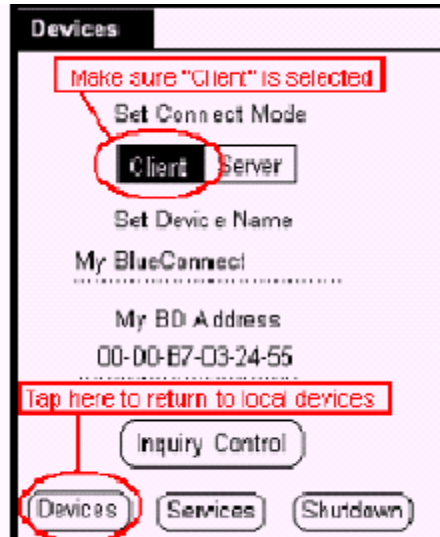 Devices
Make sure "Client" is selected
Set Connect Mode
Client Server
Set Device Name
My BlueConnect
My BD Address
00-D0-B7-03-24-55
Tap here to return to local devices
Inquiry Control
Devices Services Shutdown